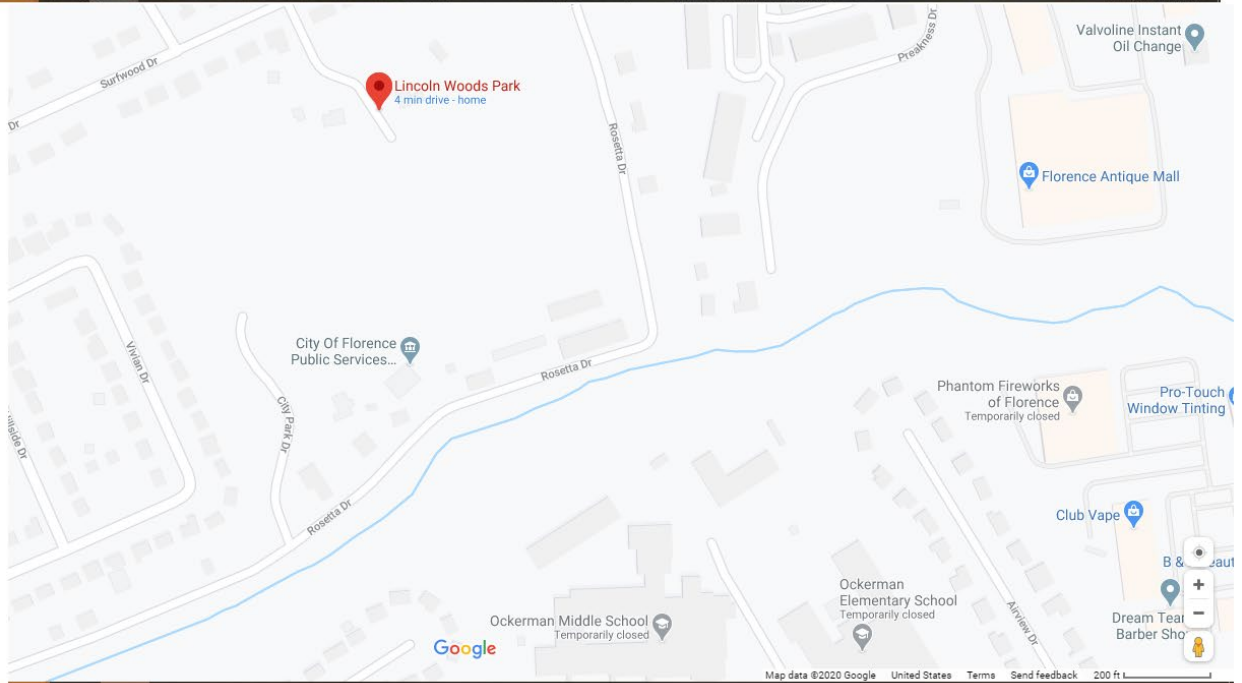 Valvoline Instant
Oil Change
Preakness Dr
Surfwood Dr
Lincoln Woods Park
4 min drive - home
Dr
Rosetta Dr
Florence Antique Mall
City Of Florence
Public Services...
Vivian Dr
Rosetta Dr
Phantom Fireworks
of Florence
Temporarily closed
Pro-Touch
Window Tinting
City Park Dr
Hillside Dr
Rosetta Dr
Club Vape
B &
Ockerman
Elementary School
Temporarily closed
Ockerman Middle School
Temporarily closed
Airview Dr
Dream Tea
Barber Sho
Google
Map data ©2020 Google United States Terms Send feedback 200 ft